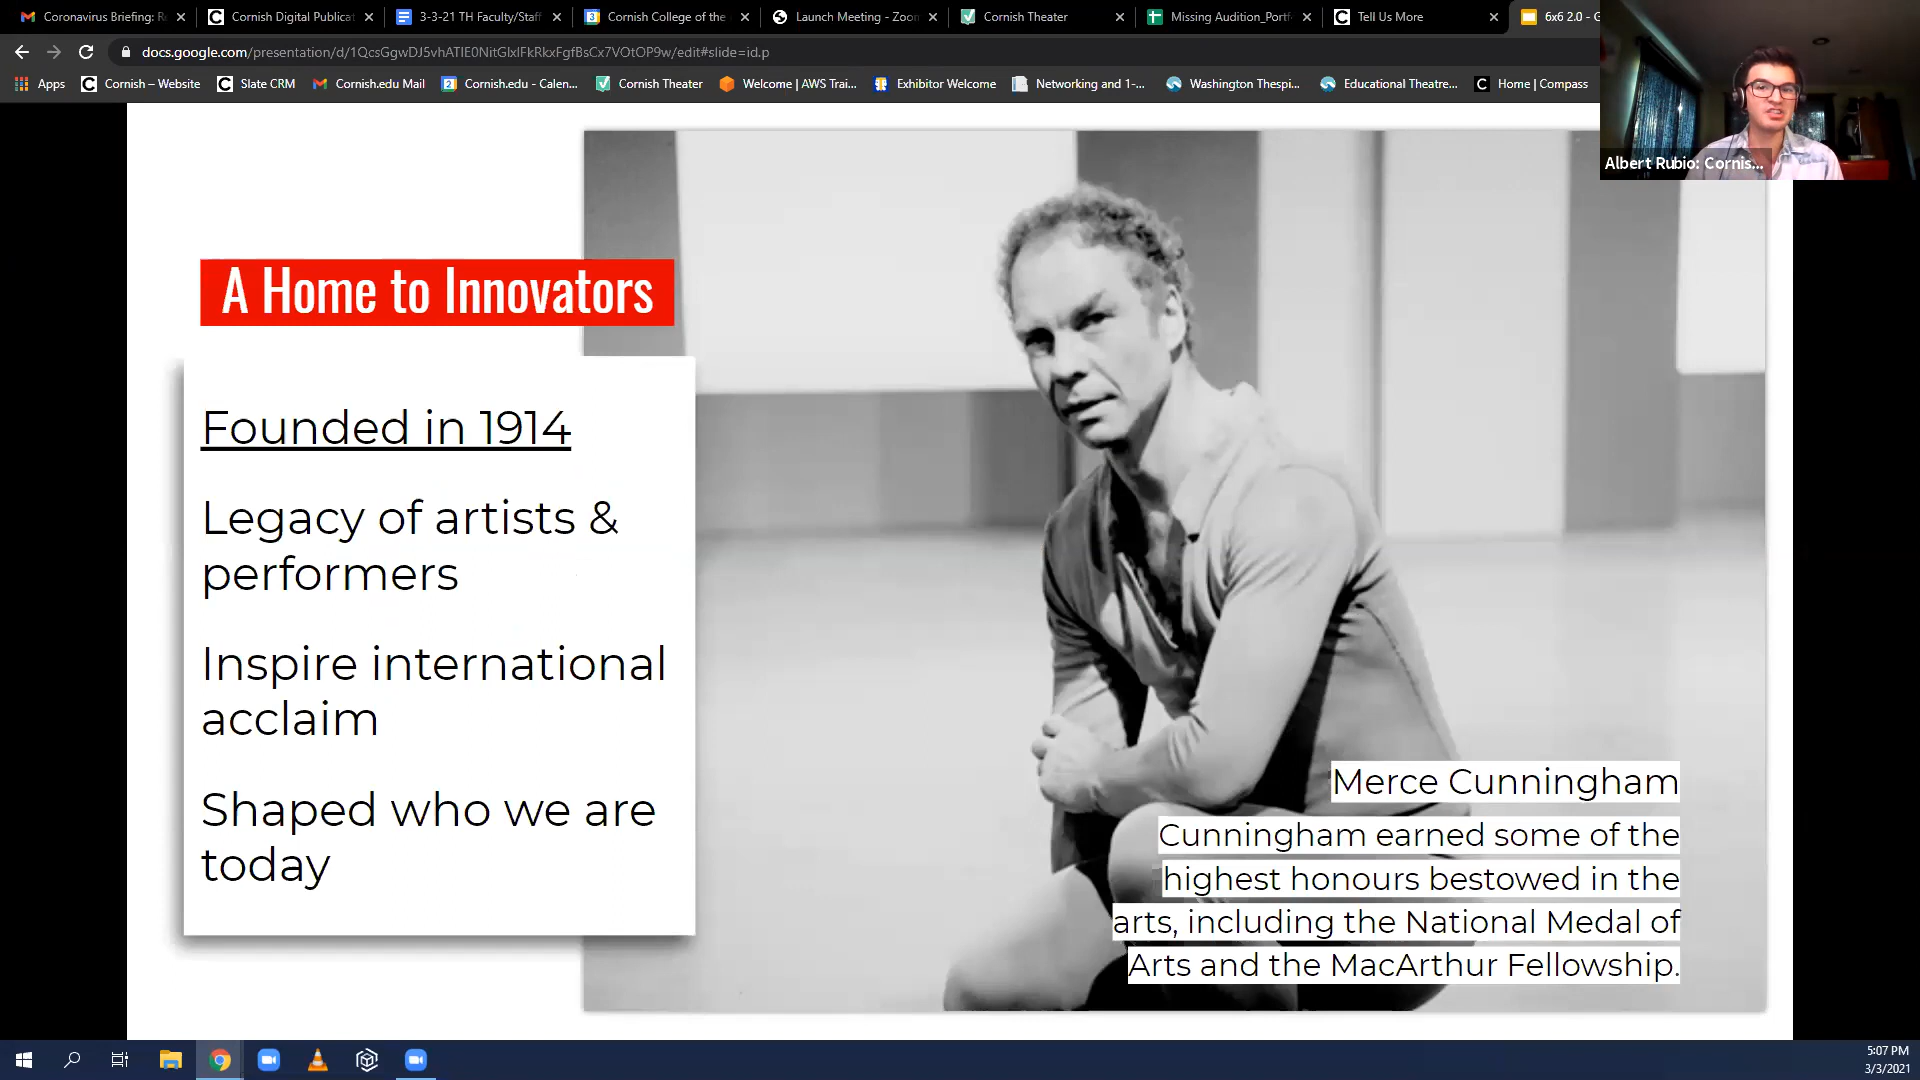 Coronavirus Briefing: R
Cornish Digital Publicat
3-3-21 TH Faculty/Staff
Cornish College of the
Launch Meeting - Zoom
Cornish Theater
Missing Audition_Portf
Tell Us More
6x6 2.0 - G
docs.google.com/presentation/d/1QcsGgwDJ5vhATIE0NitGlxlFkRkxFgfBsCx7VOtOP9w/edit#slide=id.p
Apps
Cornish – Website
Slate CRM
Cornish.edu Mail
Cornish.edu - Calen...
Cornish Theater
Welcome | AWS Trai...
Exhibitor Welcome
Networking and 1-...
Washington Thespi...
Educational Theatre...
Home | Compass
Albert Rubio: Cornis...
A Home to Innovators
Founded in 1914
Legacy of artists &
performers
Inspire international
acclaim
Shaped who we are
today
Merce Cunningham
Cunningham earned some of the
highest honours bestowed in the
arts, including the National Medal of
Arts and the MacArthur Fellowship.
5:07 PM
3/3/2021